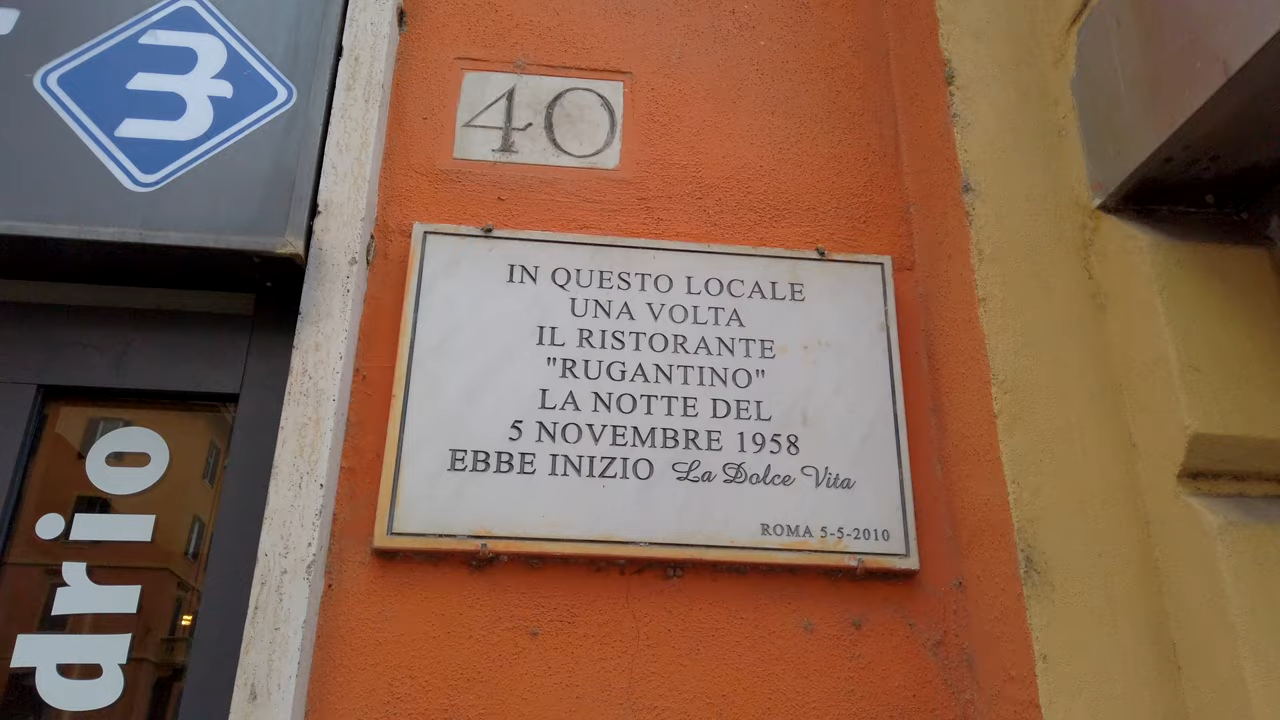 40
IN QUESTO LOCALE
UNA VOLTA
IL RISTORANTE
"RUGANTINO"
LA NOTTE DEL
5 NOVEMBRE 1958
EBBE INIZIO La Dolce Vita
ROMA 5-5-2010
drio